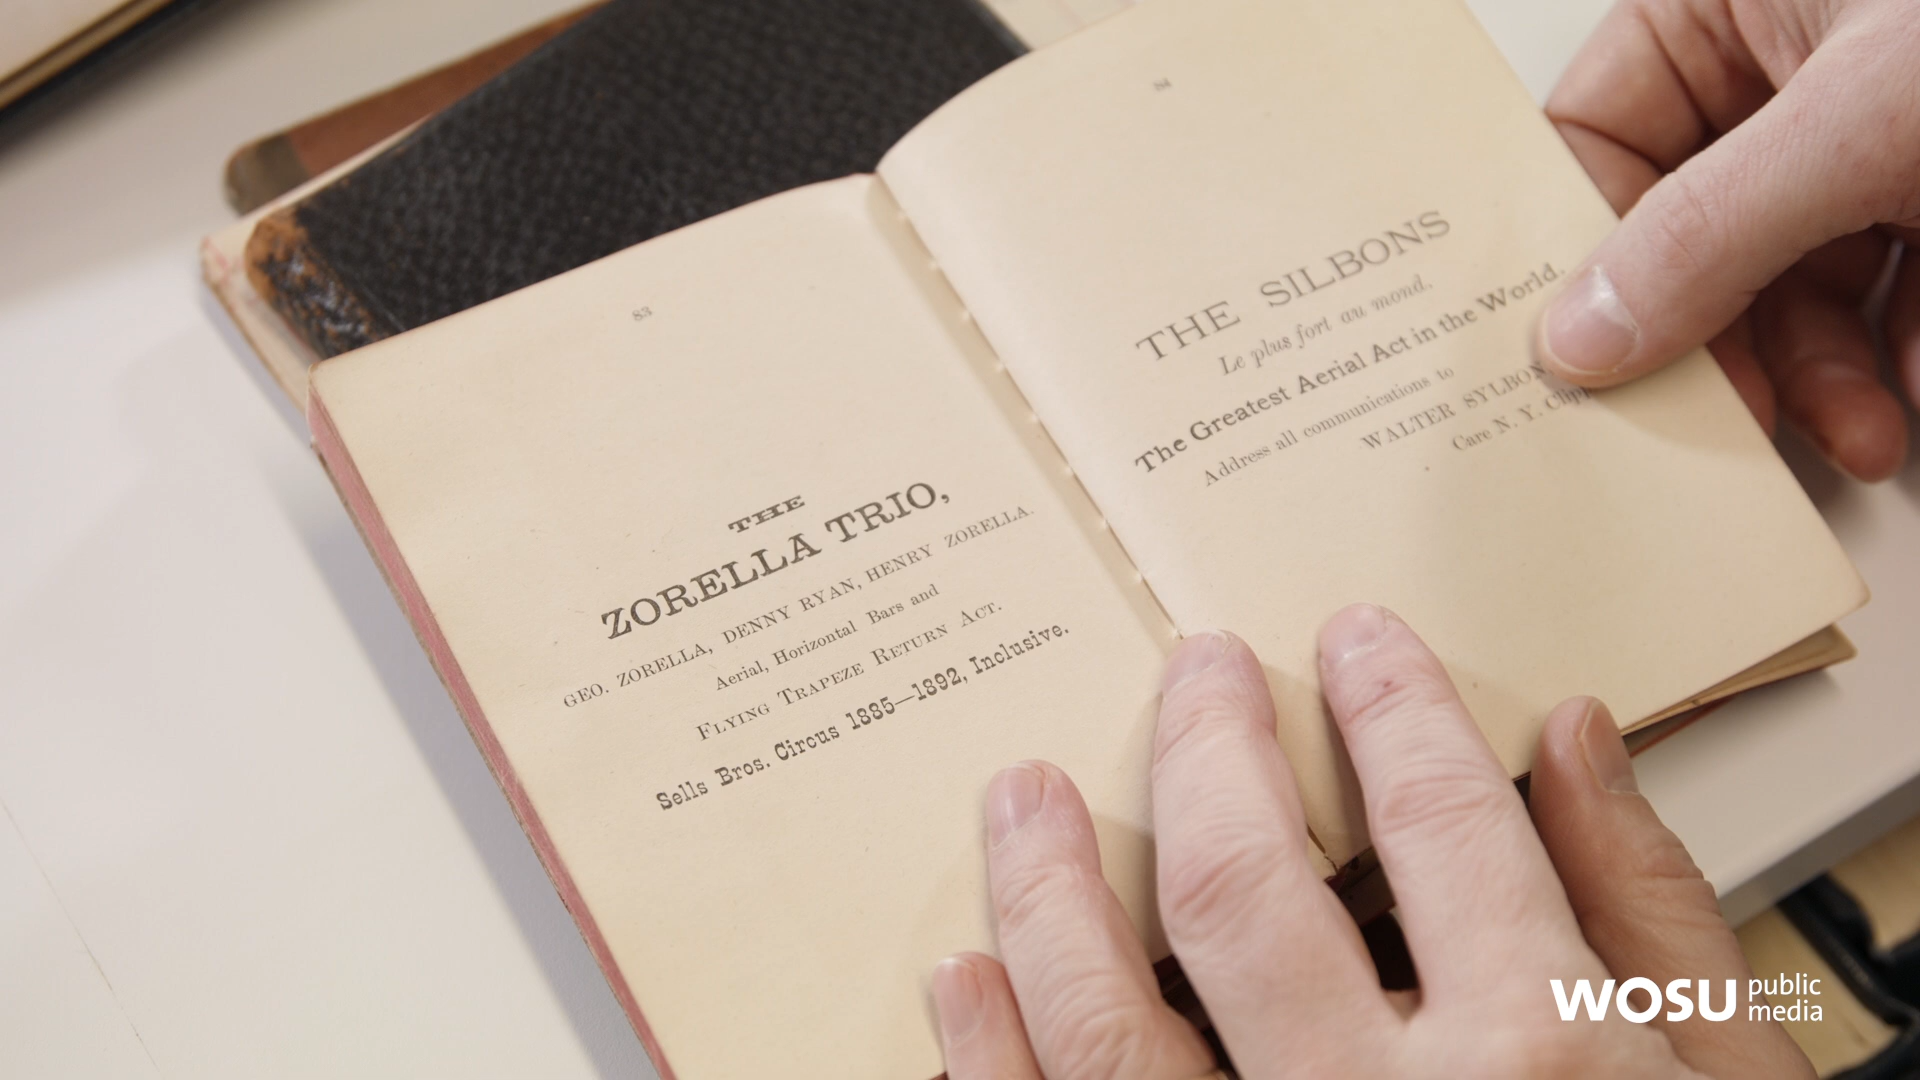 83
THE
ZORELLA TRIO,
GEO. ZORELLA, DENNY RYAN, HENRY ZORELLA.
Aerial, Horizontal Bars and
FLYING TRAPEZE RETURN ACT.
Sells Bros. Circus 1885—1892, Inclusive.
84
THE SILBONS
Le plus fort au mond.
The Greatest Aerial Act in the World.
Address all communications to
WALTER SYLBON,
Care N. Y.
WOSU public
media